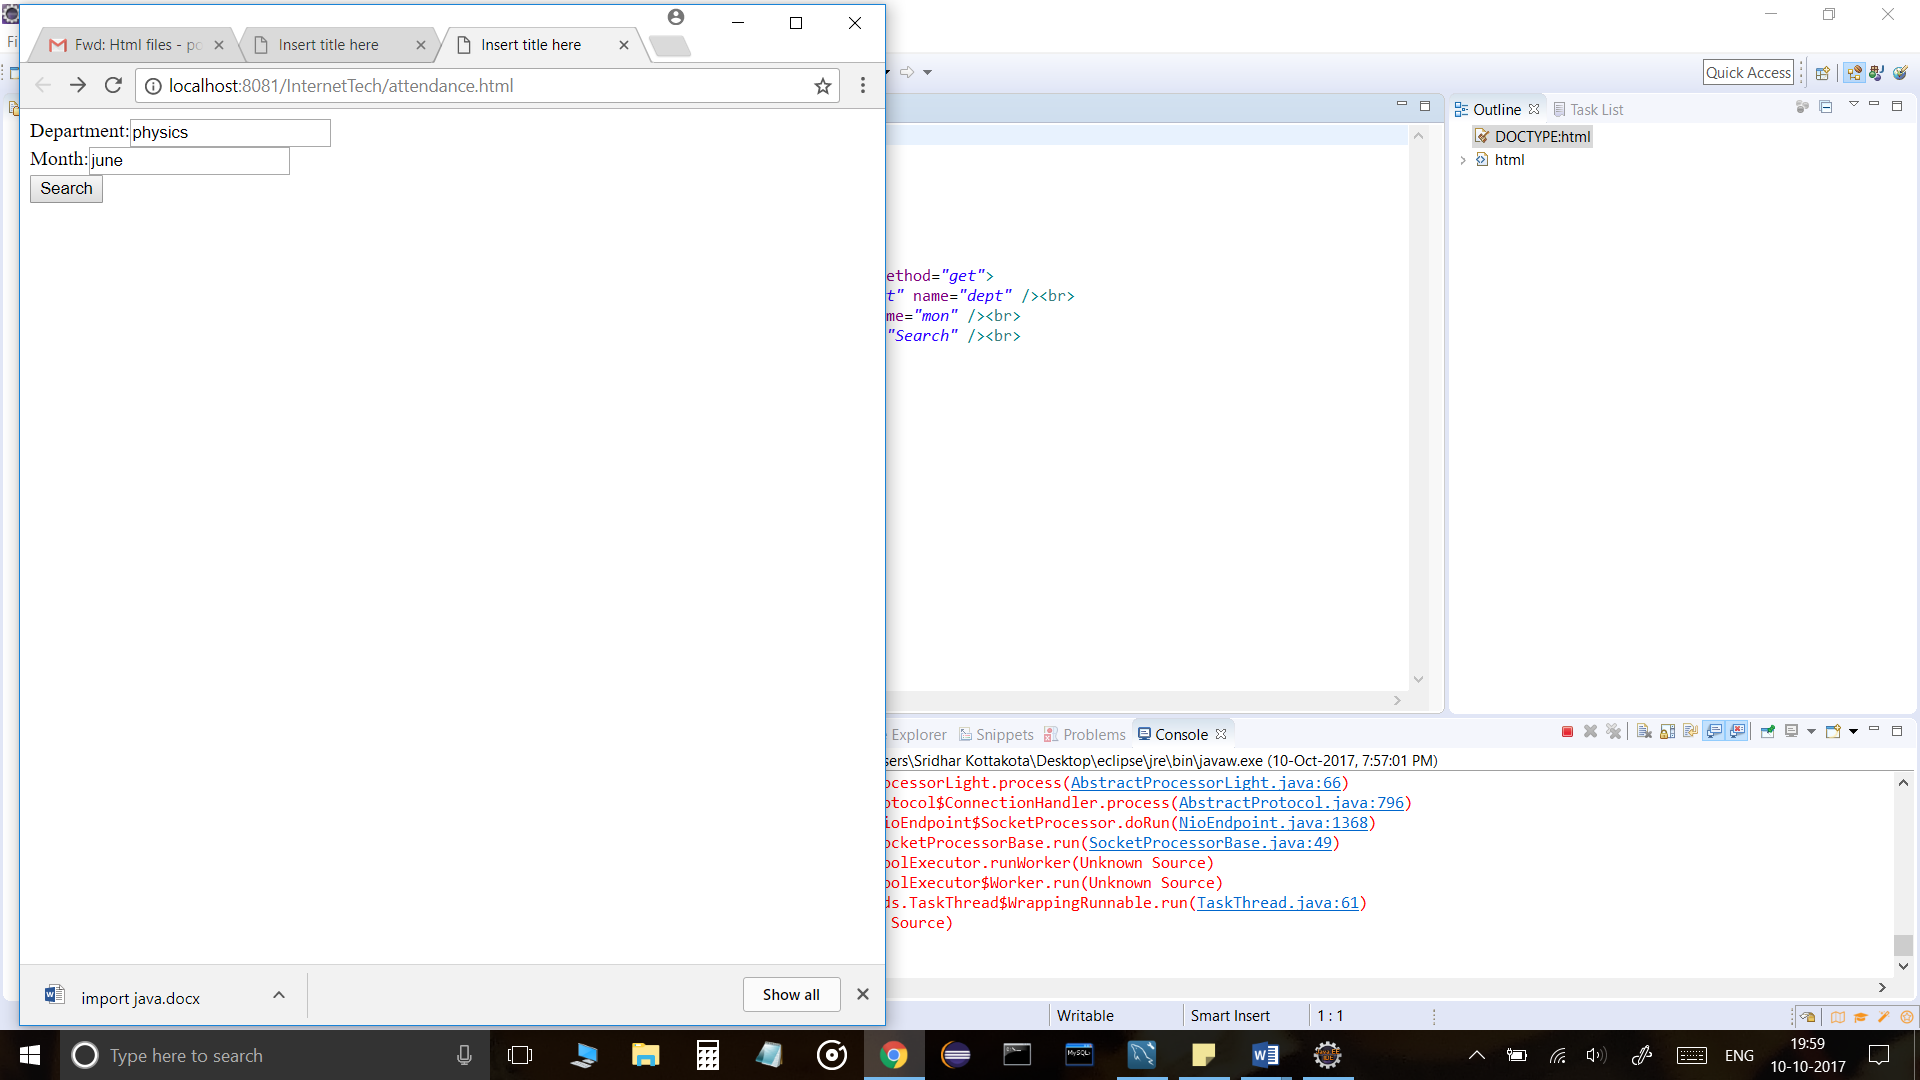 Fi
Fwd: Html files - po
Insert title here
Insert title here
localhost:8081/InternetTech/attendance.html
Department:physics
Month:june
Search
Quick Access
Outline
Task List
DOCTYPE:html
html
ethod="get">
t" name="dept" /><br>
me="mon" /><br>
"Search" /><br>
e Explorer
Snippets
Problems
Console
sers\Sridhar Kottakota\Desktop\eclipse\jre\bin\javaw.exe (10-Oct-2017, 7:57:01 PM)
ocessorLight.process(AbstractProcessorLight.java:66)
otocol$ConnectionHandler.process(AbstractProtocol.java:796)
ioEndpoint$SocketProcessor.doRun(NioEndpoint.java:1368)
ocketProcessorBase.run(SocketProcessorBase.java:49)
oolExecutor.runWorker(Unknown Source)
oolExecutor$Worker.run(Unknown Source)
ds.TaskThread$WrappingRunnable.run(TaskThread.java:61)
Source)
import java.docx
Show all
Writable
Smart Insert
1 : 1
Type here to search
MySQL
ENG
19:59
10-10-2017